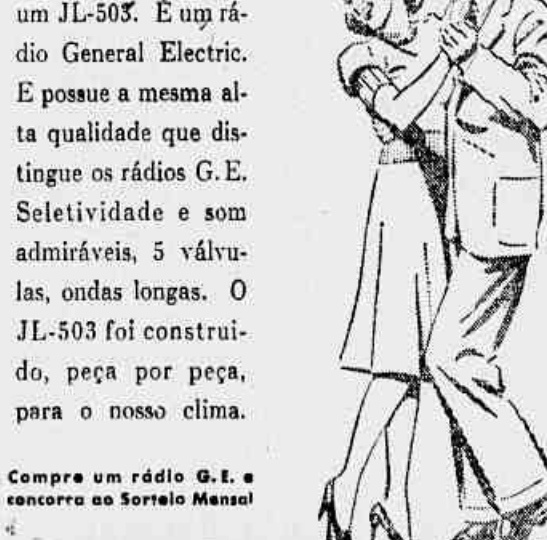 um JL-503. É um rá-
dio General Electric.
E possue a mesma al-
ta qualidade que dis-
tingue os rádios G.E.
Seletividade e som
admiráveis, 5 válvu-
las, ondas longas. O
JL-503 foi construi-
do, peça por peça,
para o nosso clima.
Compre um rádio G.E. e
concorra ao Sorteio Mensal